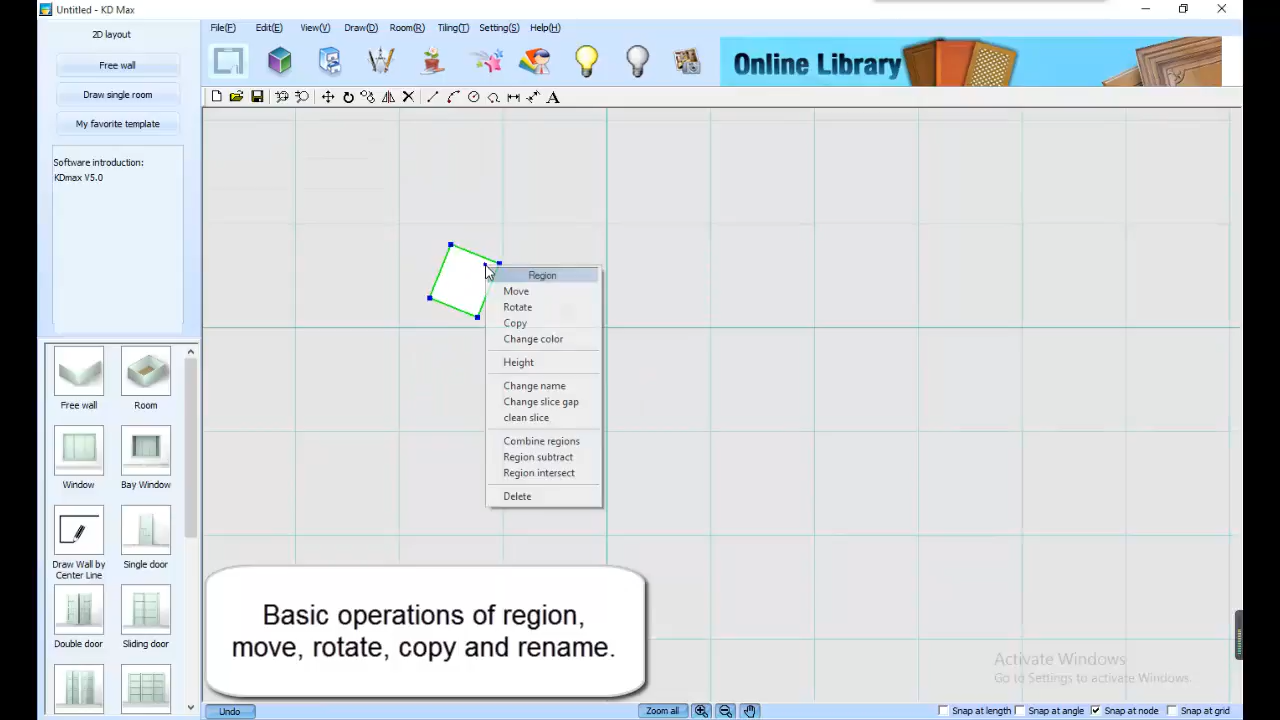 Untitled - KD Max
2D layout
Free wall
Draw single room
My favorite template
Software introduction:
KDmax V5.0
File(F) Edit(E) View(V) Draw(D) Room(R) Tiling(T) Setting(S) Help(H)
Online Library
A
Region
Move
Rotate
Copy
Change color
Height
Change name
Change slice gap
clean slice
Combine regions
Region subtract
Region intersect
Delete
Free wall Room
Window Bay Window
Draw Wall by Single door
Center Line
Double door Sliding door
Basic operations of region,
move, rotate, copy and rename.
Activate Windows
Go to Settings to activate Windows.
Undo
Zoom all
Snap at length Snap at angle Snap at node Snap at grid